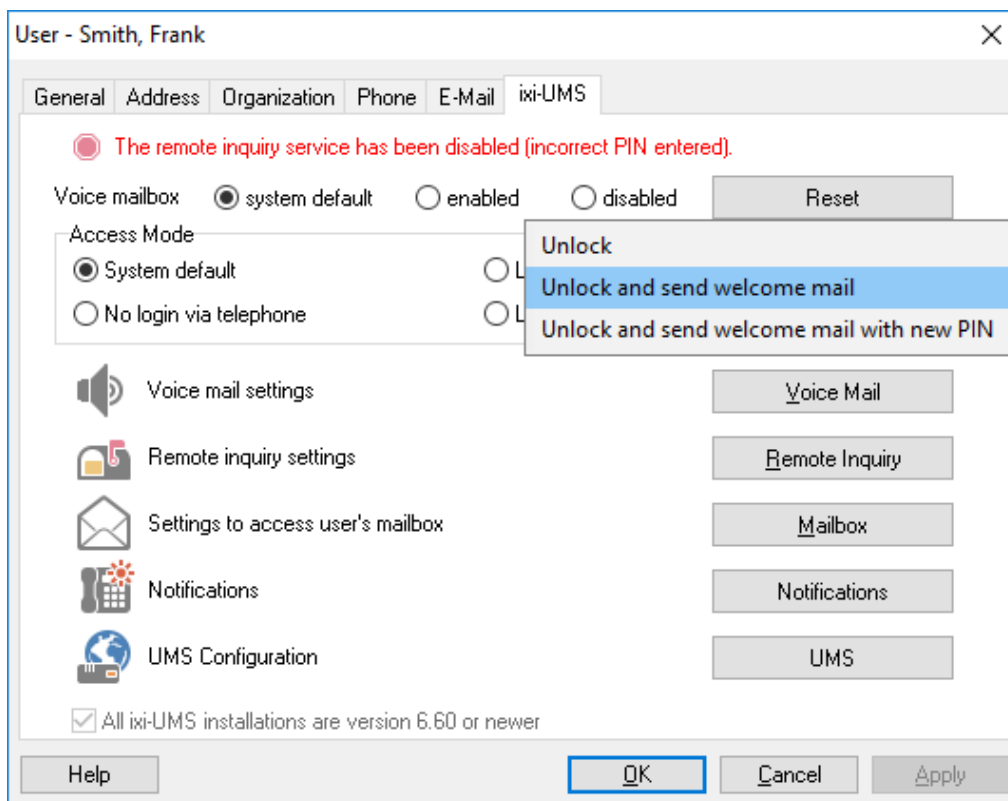 User - Smith, Frank
General Address Organization Phone E-Mail ixi-UMS
The remote inquiry service has been disabled (incorrect PIN entered).
Voice mailbox system default enabled disabled Reset
Access Mode
Unlock
System default L
Unlock and send welcome mail
No login via telephone L
Unlock and send welcome mail with new PIN
Voice mail settings Voice Mail
Remote inquiry settings Remote Inquiry
Settings to access user's mailbox Mailbox
Notifications Notifications
UMS Configuration UMS
All ixi-UMS installations are version 6.60 or newer
Help OK Cancel Apply